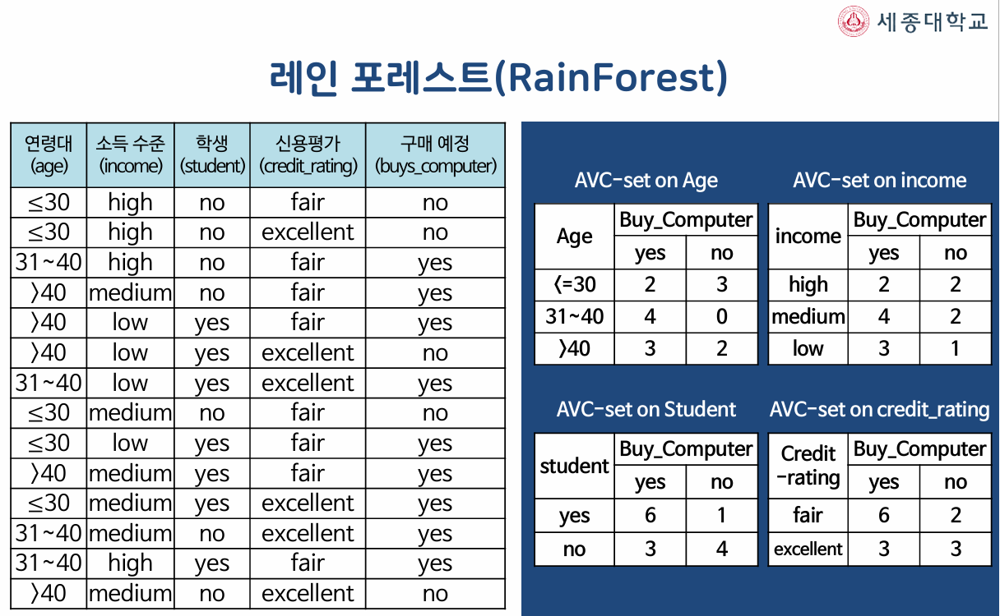 세종대학교
레인 포레스트(RainForest)
연령대 소득 수준 학생 신용평가 구매 예정
(age) (income) (student) (credit_rating) (buys_computer)
≤30 high no fair no
≤30 high no excellent no
31~40 high no fair yes
>40 medium no fair yes
>40 low yes fair yes
>40 low yes excellent no
31~40 low yes excellent yes
≤30 medium no fair no
≤30 low yes fair yes
>40 medium yes fair yes
≤30 medium yes excellent yes
31~40 medium no excellent yes
31~40 high yes fair yes
>40 medium no excellent no
AVC-set on Age
Age Buy_Computer
yes no
<=30 2 3
31~40 4 0
>40 3 2
AVC-set on income
income Buy_Computer
yes no
high 2 2
medium 4 2
low 3 1
AVC-set on Student
student Buy_Computer
yes no
yes 6 1
no 3 4
AVC-set on credit_rating
Credit Buy_Computer
-rating yes no
fair 6 2
excellent 3 3